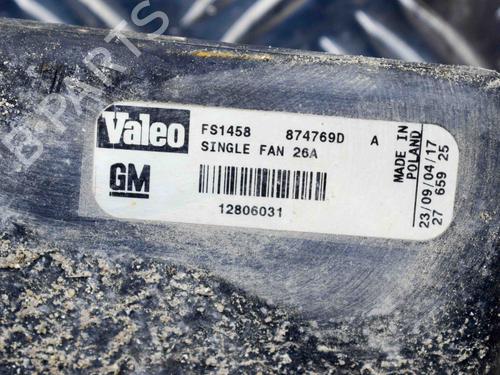 B-PARTS
Valeo
FS1458 874769D A
SINGLE FAN 26A
GM
12806031
MADE IN
POLAND
23/09/04/17
27 659 25